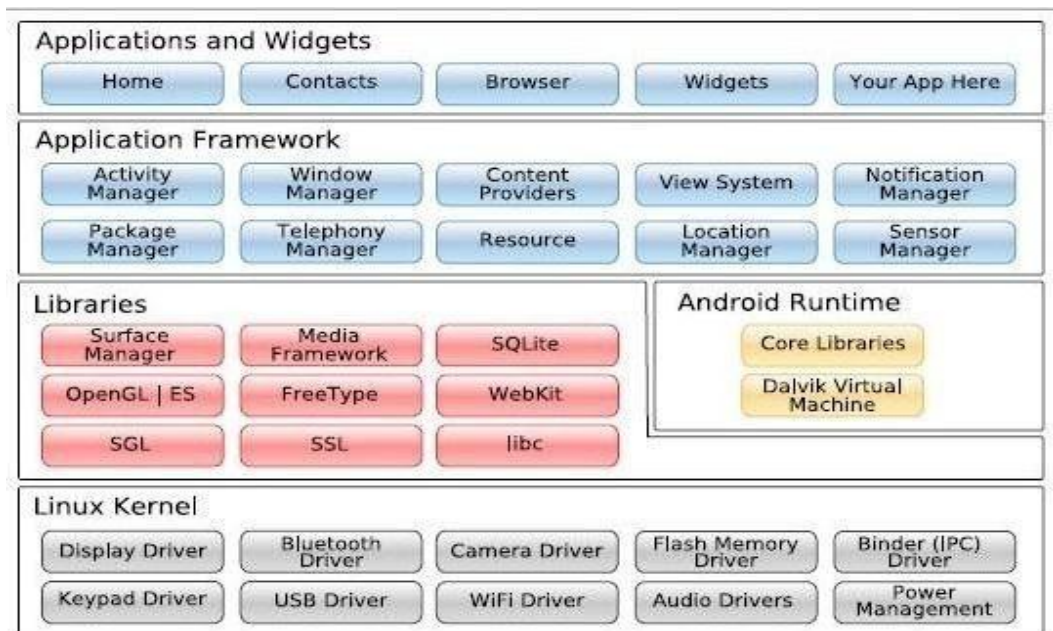 Applications and Widgets
Home
Contacts
Browser
Widgets
Your App Here
Application Framework
Activity
Manager
Window
Manager
Content
Providers
View System
Notification
Manager
Package
Manager
Telephony
Manager
Resource
Location
Manager
Sensor
Manager
Libraries
Surface
Manager
Media
Framework
SQLite
OpenGL | ES
FreeType
WebKit
SGL
SSL
libc
Android Runtime
Core Libraries
Dalvik Virtual
Machine
Linux Kernel
Display Driver
Bluetooth
Driver
Camera Driver
Flash Memory
Driver
Binder (IPC)
Driver
Keypad Driver
USB Driver
WiFi Driver
Audio Drivers
Power
Management